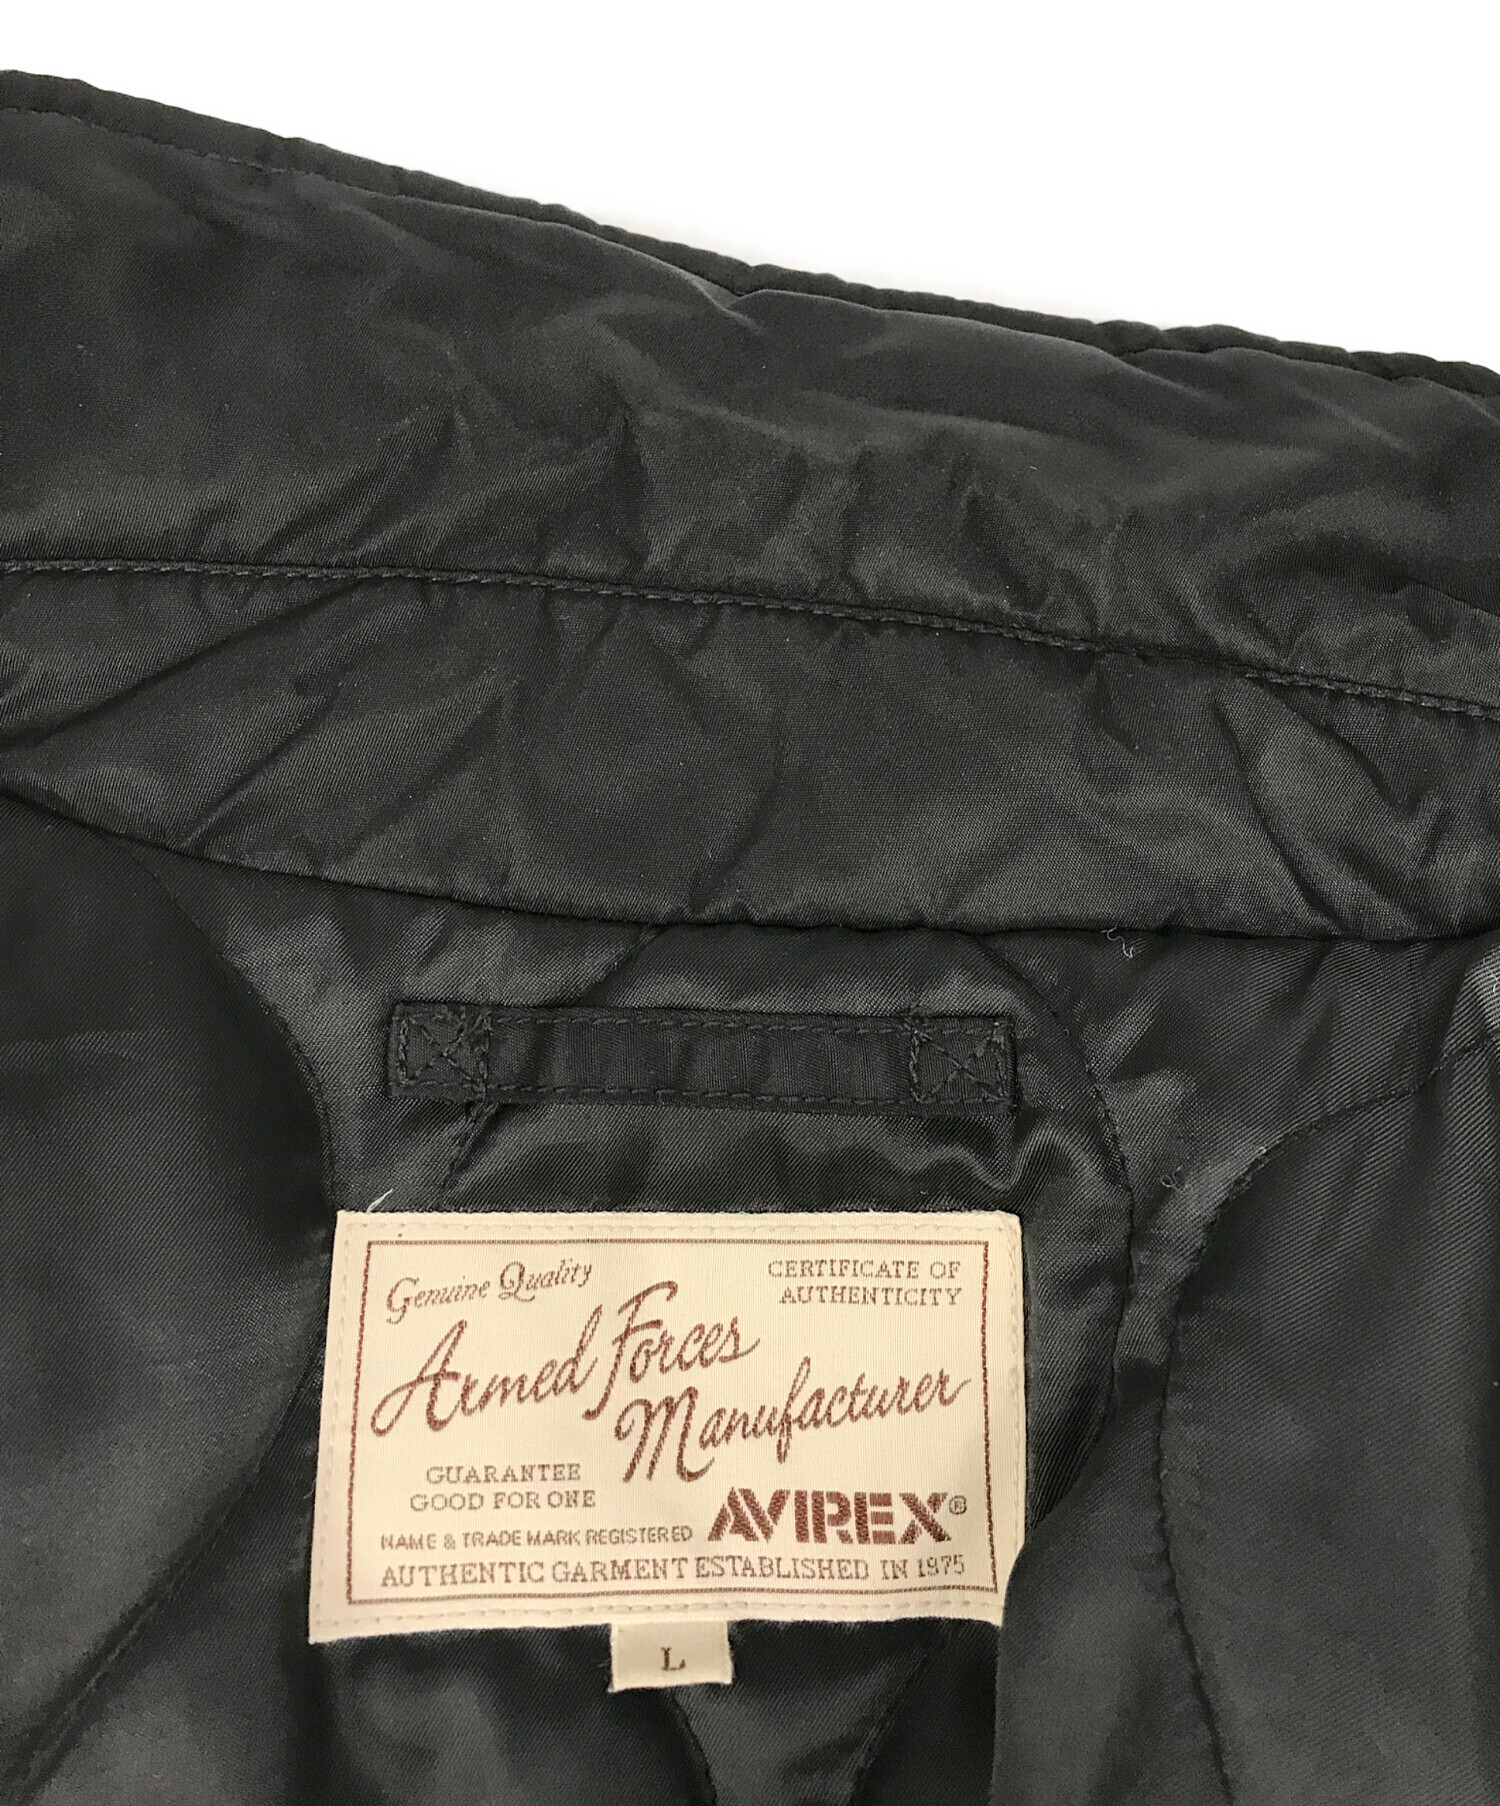 Genuine Quality
CERTIFICATE OF
AUTHENTICITY
Armed Forces
Manufacturer
GUARANTEE
GOOD FOR ONE
AVIREX®
NAME & TRADE MARK REGISTERED
AUTHENTIC GARMENT ESTABLISHED IN 1975
L